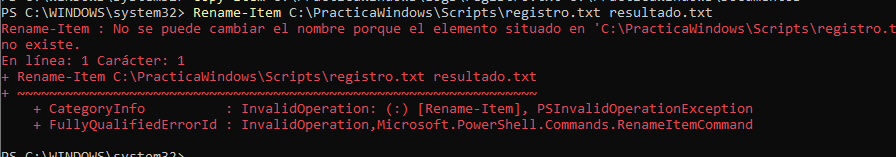 PS C:\WINDOWS\system32> Rename-Item C:\PracticaWindows\Scripts\registro.txt resultado.txt
Rename-Item : No se puede cambiar el nombre porque el elemento situado en 'C:\PracticaWindows\Scripts\registro.t
no existe.
En línea: 1 Carácter: 1
+ Rename-Item C:\PracticaWindows\Scripts\registro.txt resultado.txt
+ ~~~~~~~~~~~~~~~~~~~~~~~~~~~~~~~~~~~~~~~~~~~~~~~~~~~~~~~~~~~~~~~~~
    + CategoryInfo          : InvalidOperation: (:) [Rename-Item], PSInvalidOperationException
    + FullyQualifiedErrorId : InvalidOperation,Microsoft.PowerShell.Commands.RenameItemCommand
PS C:\WINDOWS\system32>